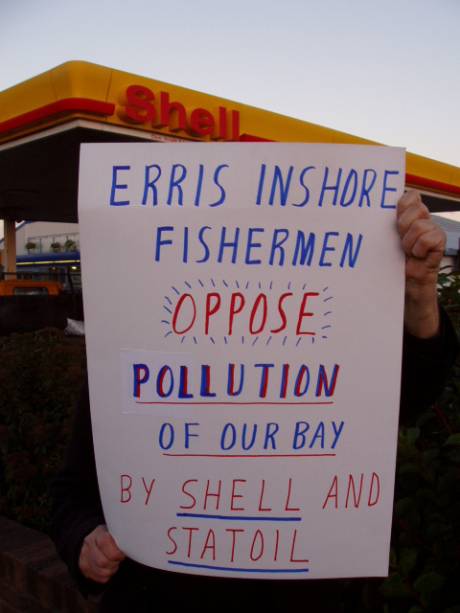 Shell
ERRIS INSHORE
FISHERMEN
OPPOSE
POLLUTION
OF OUR BAY
BY SHELL AND
STATOIL